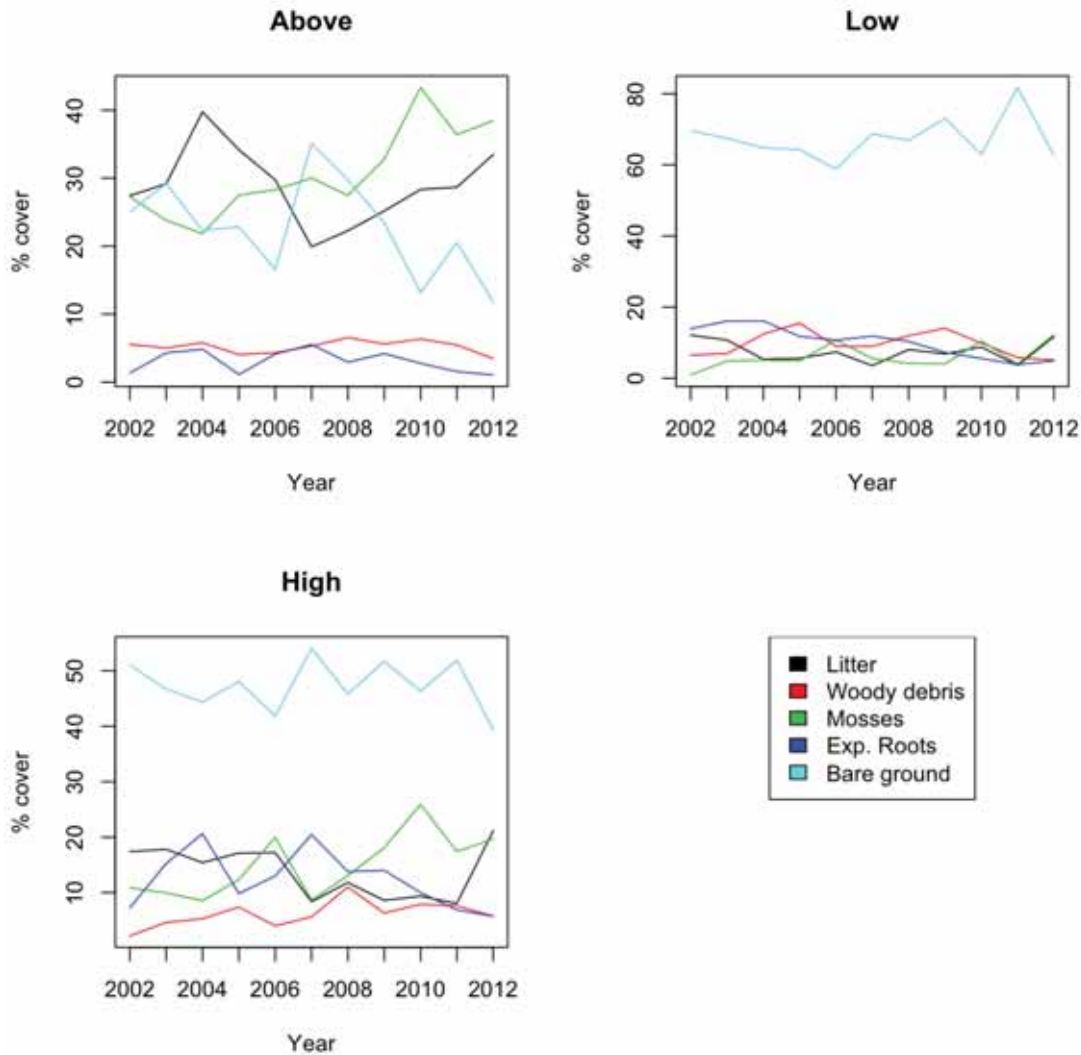 Above
% cover
0 10 20 30 40
2002 2004 2006 2008 2010 2012
Year
Low
% cover
0 20 40 60 80
2002 2004 2006 2008 2010 2012
Year
High
% cover
10 20 30 40 50
2002 2004 2006 2008 2010 2012
Year
Litter
Woody debris
Mosses
Exp. Roots
Bare ground